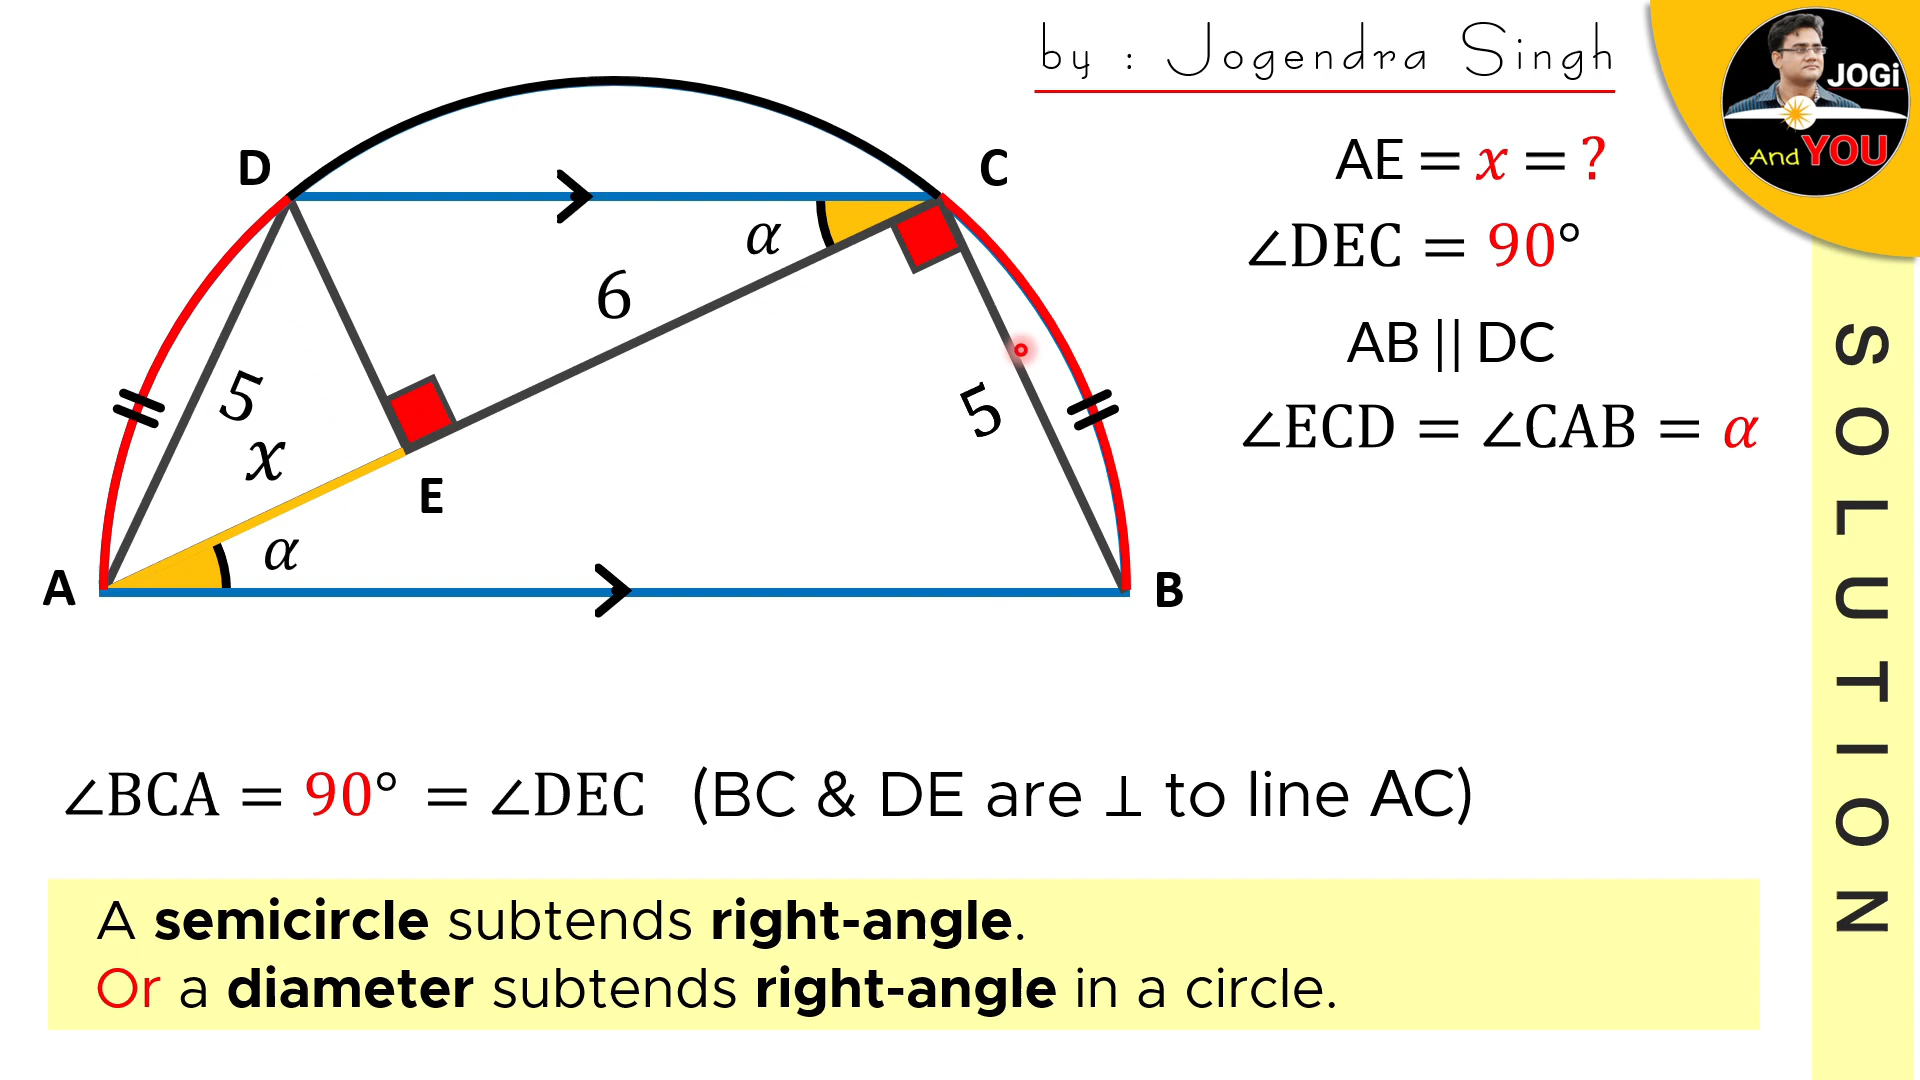 by : Jogendra Singh
JOGi
And YOU
AE = x = ?
∠DEC = 90°
AB || DC
∠ECD = ∠CAB = α
D
C
α
6
5
x
5
E
α
A
B
SOLUTION
∠BCA = 90° = ∠DEC (BC & DE are ⊥ to line AC)
A semicircle subtends right-angle.
Or a diameter subtends right-angle in a circle.